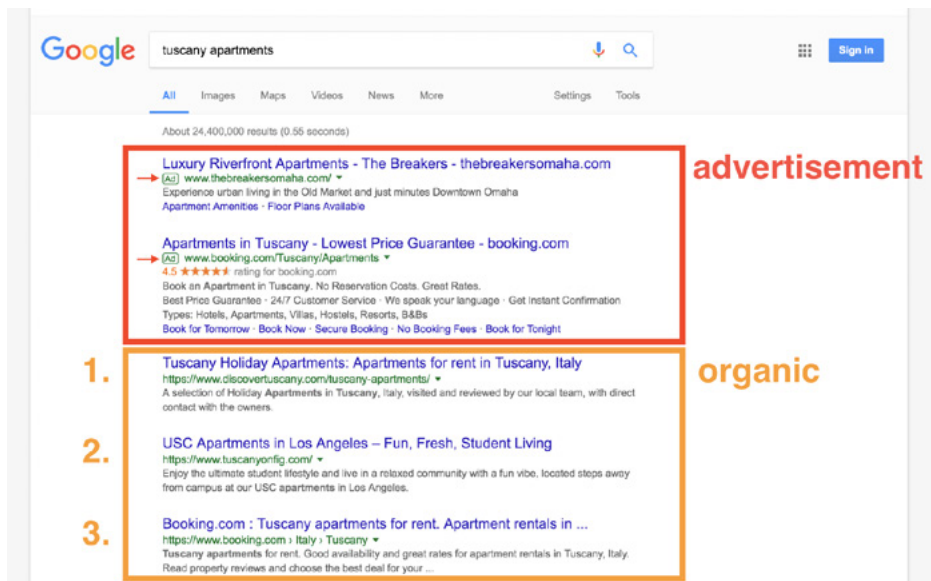 Google tuscany apartments Sign in
All Images Maps Videos News More Settings Tools
About 24,400,000 results (0.55 seconds)
Luxury Riverfront Apartments - The Breakers - thebreakersomaha.com
advertisement
Ad www.thebreakersomaha.com/
Experience urban living in the Old Market and just minutes Downtown Omaha
Apartment Amenities · Floor Plans Available
Apartments in Tuscany - Lowest Price Guarantee - booking.com
Ad www.booking.com/Tuscany/Apartments
4.5 ★★★★★ rating for booking.com
Book an Apartment in Tuscany. No Reservation Costs. Great Rates.
Best Price Guarantee · 24/7 Customer Service · We speak your language · Get Instant Confirmation
Types: Hotels, Apartments, Villas, Hostels, Resorts, B&Bs
Book for Tomorrow · Book Now · Secure Booking · No Booking Fees · Book for Tonight
1. Tuscany Holiday Apartments: Apartments for rent in Tuscany, Italy
organic
https://www.discovertuscany.com/tuscany-apartments/
A selection of Holiday Apartments in Tuscany, Italy, visited and reviewed by our local team, with direct
contact with the owners.
2. USC Apartments in Los Angeles – Fun, Fresh, Student Living
https://www.tuscanyonfig.com/
Enjoy the ultimate student lifestyle and live in a relaxed community with a fun vibe, located steps away
from campus at our USC apartments in Los Angeles.
3. Booking.com : Tuscany apartments for rent. Apartment rentals in ...
https://www.booking.com › Italy › Tuscany
Tuscany apartments for rent. Good availability and great rates for apartment rentals in Tuscany, Italy.
Read property reviews and choose the best deal for your ...